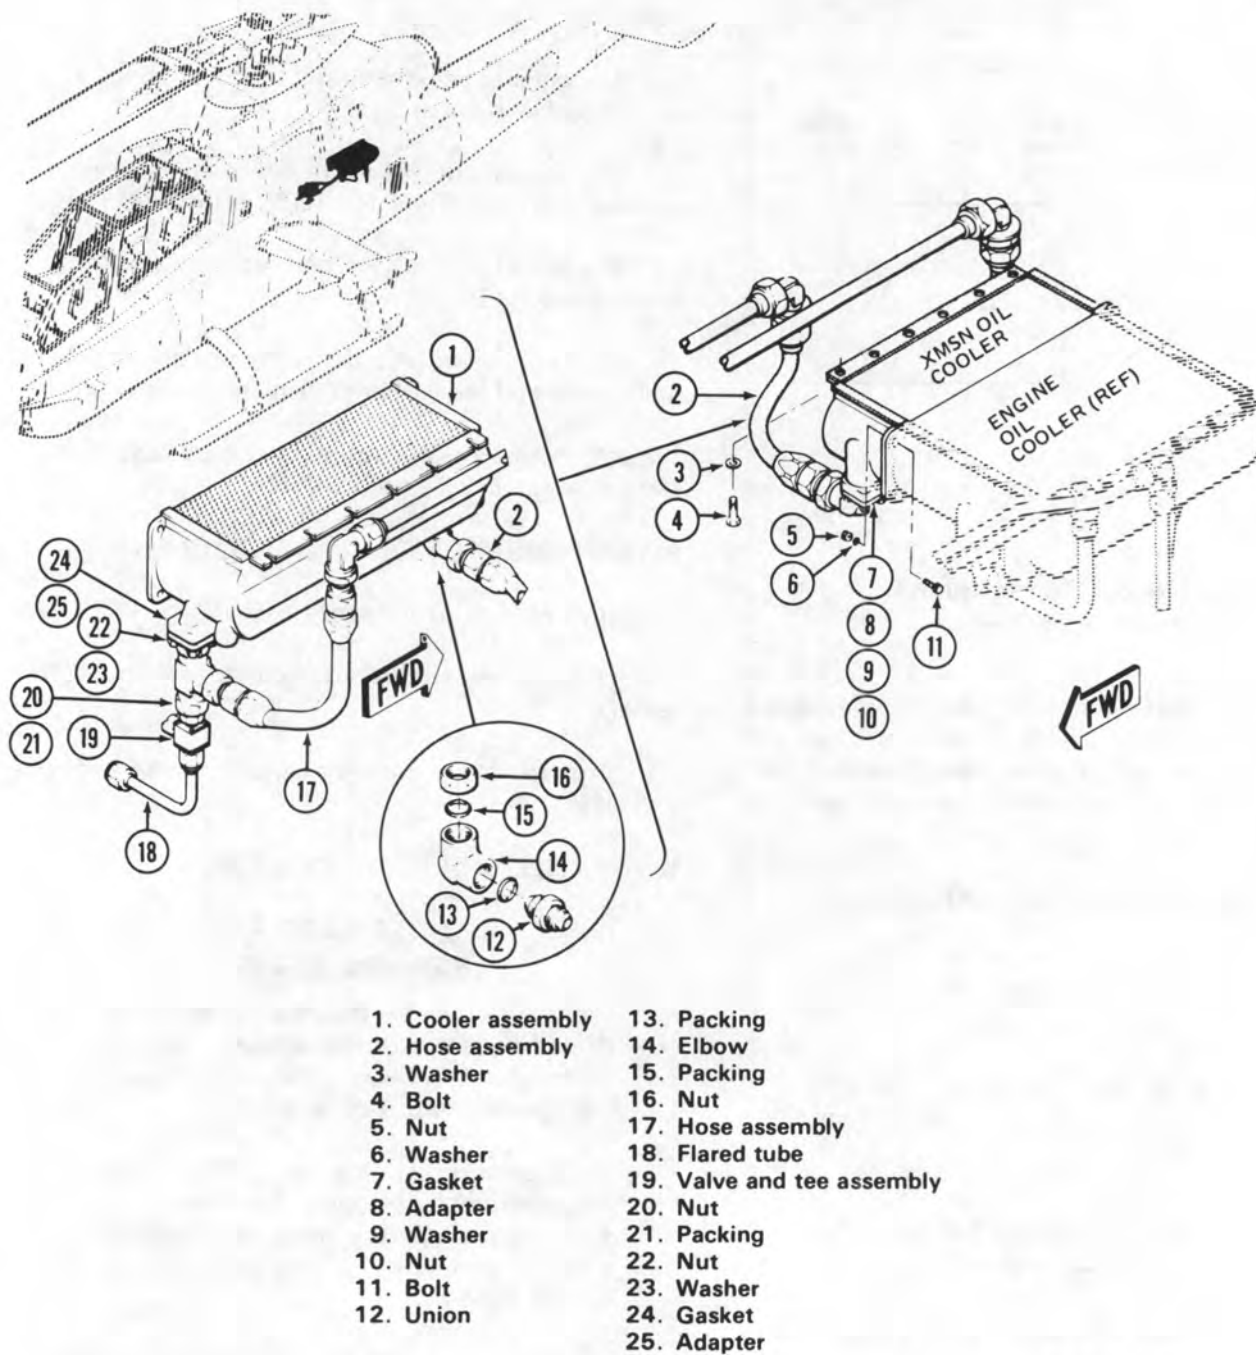 1
2
XMSN OIL
COOLER
ENGINE
OIL
COOLER (REF)
3
4
2
5
6
7
8
9
10
11
24
25
22
23
20
21
19
FWD
FWD
17
18
16
15
14
13
12
1. Cooler assembly
2. Hose assembly
3. Washer
4. Bolt
5. Nut
6. Washer
7. Gasket
8. Adapter
9. Washer
10. Nut
11. Bolt
12. Union
13. Packing
14. Elbow
15. Packing
16. Nut
17. Hose assembly
18. Flared tube
19. Valve and tee assembly
20. Nut
21. Packing
22. Nut
23. Washer
24. Gasket
25. Adapter